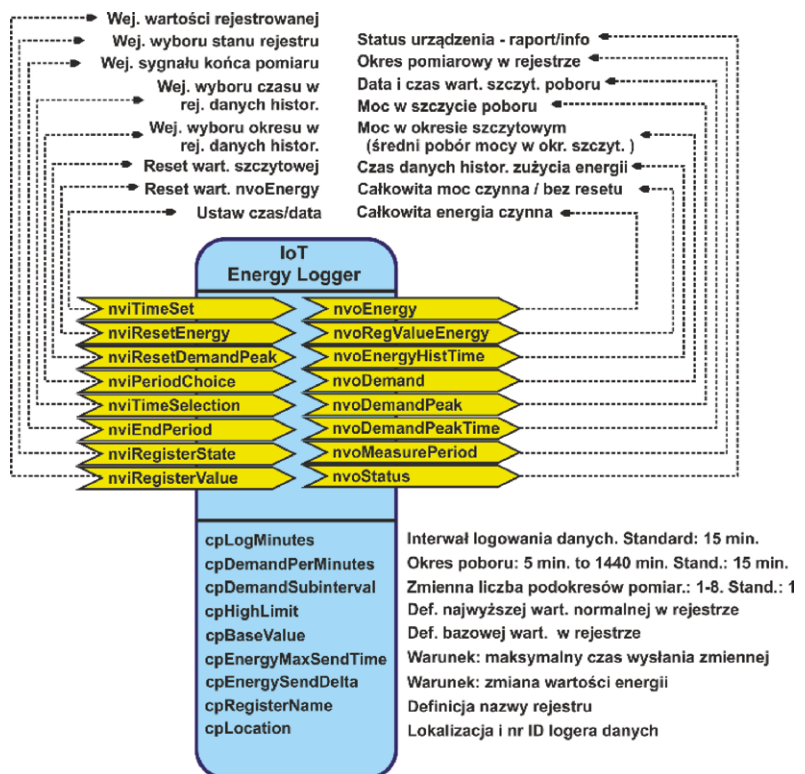 Wej. wartości rejestrowanej
Wej. wyboru stanu rejestru
Wej. sygnału końca pomiaru
Wej. wyboru czasu w
rej. danych histor.
Wej. wyboru okresu w
rej. danych histor.
Reset wart. szczytowej
Reset wart. nvoEnergy
Ustaw czas/data
Status urządzenia - raport/info
Okres pomiarowy w rejestrze
Data i czas wart. szczyt. poboru
Moc w szczycie poboru
Moc w okresie szczytowym
(średni pobór mocy w okr. szczyt. )
Czas danych histor. zużycia energii
Całkowita moc czynna / bez resetu
Całkowita energia czynna
IoT
Energy Logger
nviTimeSet
nviResetEnergy
nviResetDemandPeak
nviPeriodChoice
nviTimeSelection
nviEndPeriod
nviRegisterState
nviRegisterValue
nvoEnergy
nvoRegValueEnergy
nvoEnergyHistTime
nvoDemand
nvoDemandPeak
nvoDemandPeakTime
nvoMeasurePeriod
nvoStatus
cpLogMinutes Interwał logowania danych. Standard: 15 min.
cpDemandPerMinutes Okres poboru: 5 min. to 1440 min. Stand.: 15 min.
cpDemandSubinterval Zmienna liczba podokresów pomiar.: 1-8. Stand.: 1
cpHighLimit Def. najwyższej wart. normalnej w rejestrze
cpBaseValue Def. bazowej wart. w rejestrze
cpEnergyMaxSendTime Warunek: maksymalny czas wysłania zmiennej
cpEnergySendDelta Warunek: zmiana wartości energii
cpRegisterName Definicja nazwy rejestru
cpLocation Lokalizacja i nr ID logera danych